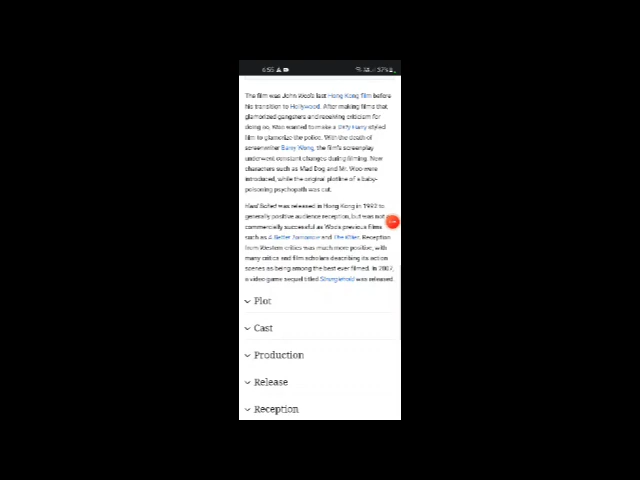 6:55
57%
The film was John Woo's last Hong Kong film before
his transition to Hollywood. After making films that
glamorized gangsters and receiving criticism for
doing so, Woo wanted to make a Dirty Harry styled
film to glamorize the police. With the death of
screenwriter Barry Wong, the film's screenplay
underwent constant changes during filming. New
characters such as Mad Dog and Mr. Woo were
introduced, while the original plotline of a baby-
poisoning psychopath was cut.
Hard Boiled was released in Hong Kong in 1992 to
generally positive audience reception, but was not
commercially successful as Woo's previous films
such as A Better Tomorrow and The Killer. Reception
from Western critics was much more positive, with
many critics and film scholars describing its action
scenes as being among the best ever filmed. In 2007,
a video game sequel titled Stranglehold was released.
Plot
Cast
Production
Release
Reception